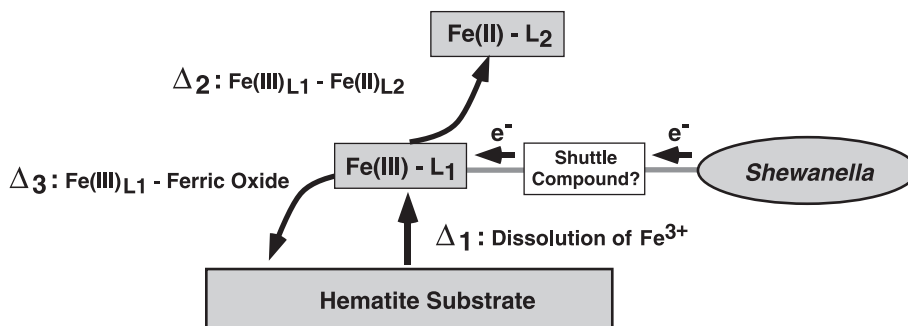 Fe(II) - L2
Δ2 : Fe(III)L1 - Fe(II)L2
e-
e-
Fe(III) - L1
Shuttle
Compound?
Shewanella
Δ3 : Fe(III)L1 - Ferric Oxide
Δ1 : Dissolution of Fe3+
Hematite Substrate